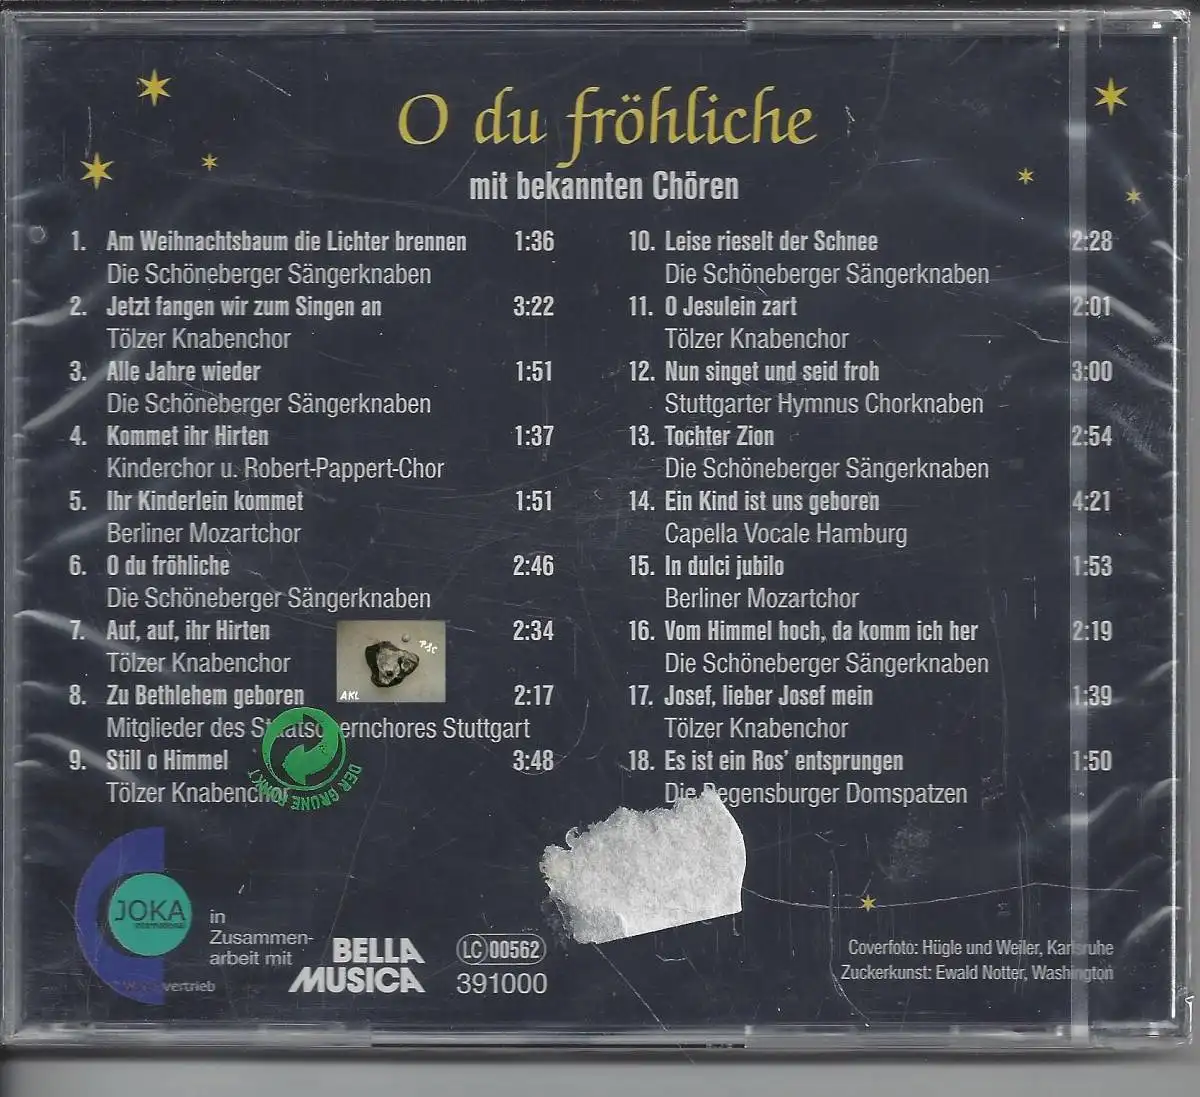 O du fröhliche
mit bekannten Chören
1. Am Weihnachtsbaum die Lichter brennen 1:36
Die Schöneberger Sängerknaben
2. Jetzt fangen wir zum Singen an 3:22
Tölzer Knabenchor
3. Alle Jahre wieder 1:51
Die Schöneberger Sängerknaben
4. Kommet ihr Hirten 1:37
Kinderchor u. Robert-Pappert-Chor
5. Ihr Kinderlein kommet 1:51
Berliner Mozartchor
6. O du fröhliche 2:46
Die Schöneberger Sängerknaben
7. Auf, auf, ihr Hirten 2:34
Tölzer Knabenchor
8. Zu Bethlehem geboren 2:17
Mitglieder des Staatsopernchores Stuttgart
9. Still o Himmel 3:48
Tölzer Knabenchor
10. Leise rieselt der Schnee 2:28
Die Schöneberger Sängerknaben
11. O Jesulein zart 2:01
Tölzer Knabenchor
12. Nun singet und seid froh 3:00
Stuttgarter Hymnus Chorknaben
13. Tochter Zion 2:54
Die Schöneberger Sängerknaben
14. Ein Kind ist uns geboren 4:21
Capella Vocale Hamburg
15. In dulci jubilo 1:53
Berliner Mozartchor
16. Vom Himmel hoch, da komm ich her 2:19
Die Schöneberger Sängerknaben
17. Josef, lieber Josef mein 1:39
Tölzer Knabenchor
18. Es ist ein Ros' entsprungen 1:50
Die Regensburger Domspatzen
AKL
DER GRÜNE PUNKT
JOKA
INTERNATIONAL
vertrieb
in
Zusammen-
arbeit mit
BELLA
MUSICA
LC 00562
391000
Coverfoto: Hügle und Weiler, Karlsruhe
Zuckerkunst: Ewald Notter, Washington